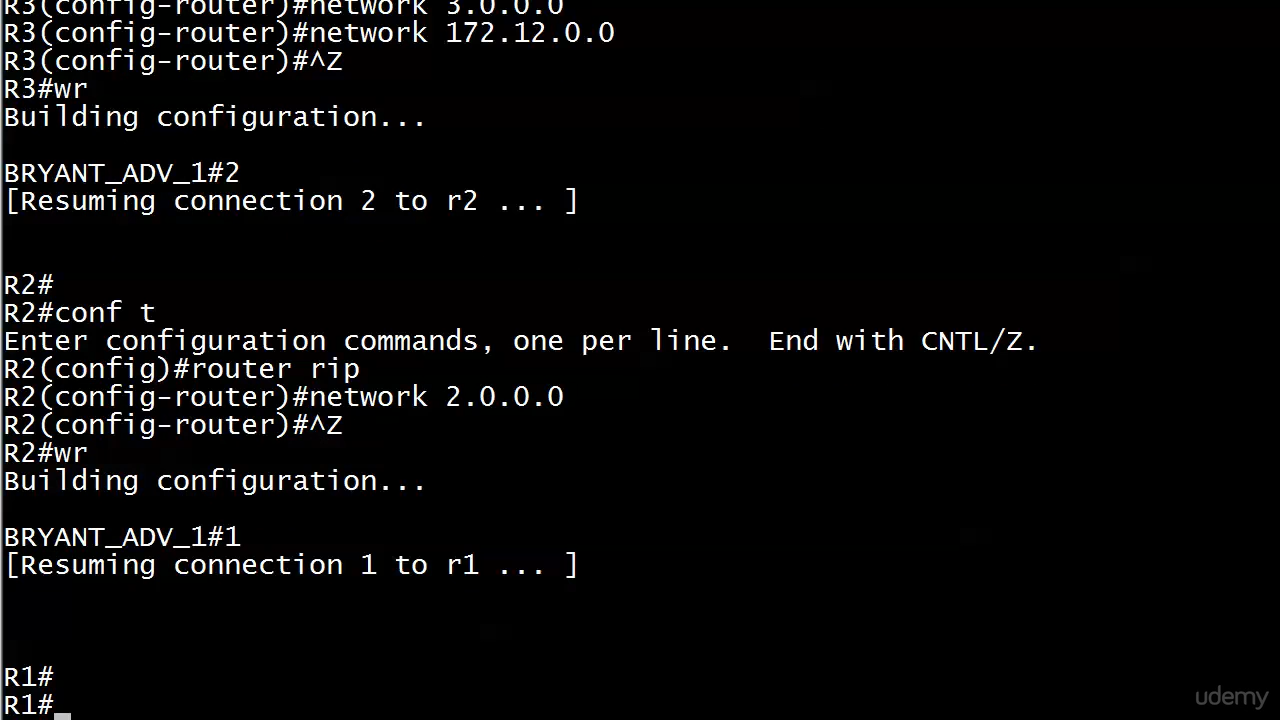 R3(config-router)#network 3.0.0.0
R3(config-router)#network 172.12.0.0
R3(config-router)#^Z
R3#wr
Building configuration...
BRYANT_ADV_1#2
[Resuming connection 2 to r2 ... ]
R2#
R2#conf t
Enter configuration commands, one per line.  End with CNTL/Z.
R2(config)#router rip
R2(config-router)#network 2.0.0.0
R2(config-router)#^Z
R2#wr
Building configuration...
BRYANT_ADV_1#1
[Resuming connection 1 to r1 ... ]
R1#
R1#
udemy